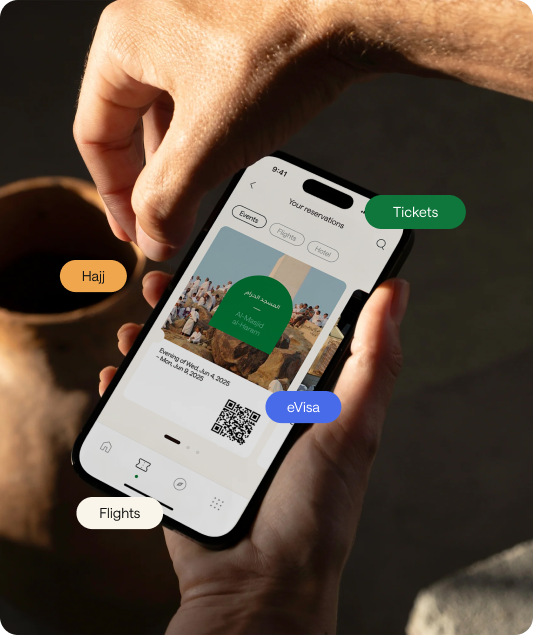 9:41
Your reservations
Tickets
Events
Flights
Hotel
Hajj
المسجد الحرام
Al-Masjid
al-Haram
Evening of Wed, Jun 4, 2025
- Mon, Jun 9, 2025
eVisa
Flights